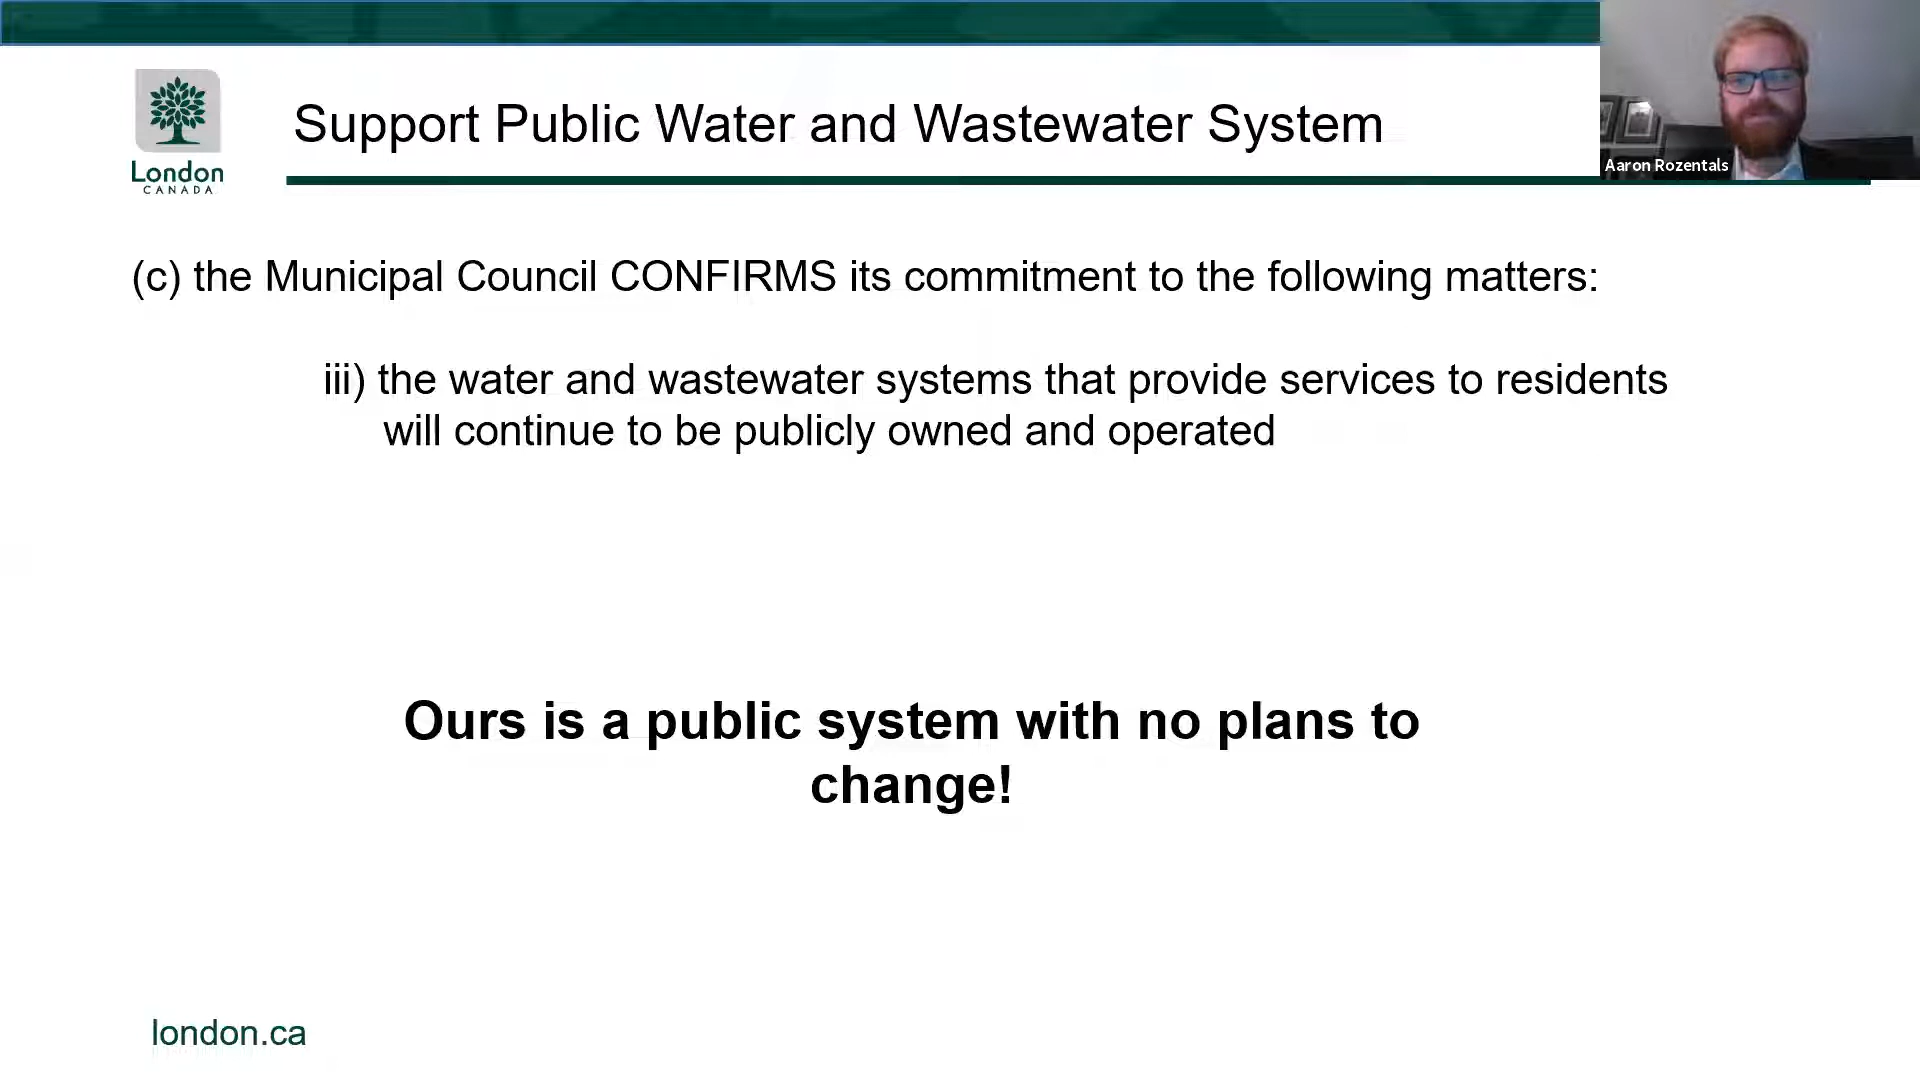 Support Public Water and Wastewater System
London
CANADA
Aaron Rozentals
(c) the Municipal Council CONFIRMS its commitment to the following matters:
iii) the water and wastewater systems that provide services to residents
will continue to be publicly owned and operated
Ours is a public system with no plans to
change!
london.ca